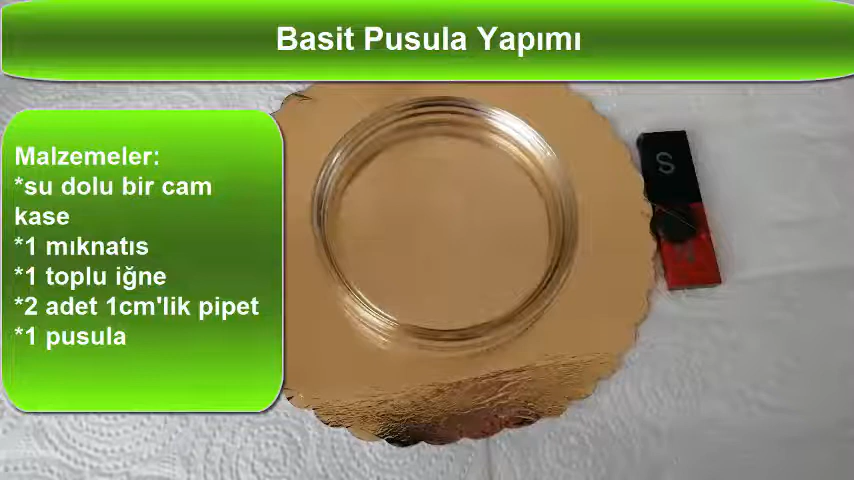 Basit Pusula Yapımı
Malzemeler:
*su dolu bir cam
kase
*1 mıknatıs
*1 toplu iğne
*2 adet 1cm'lik pipet
*1 pusula
S